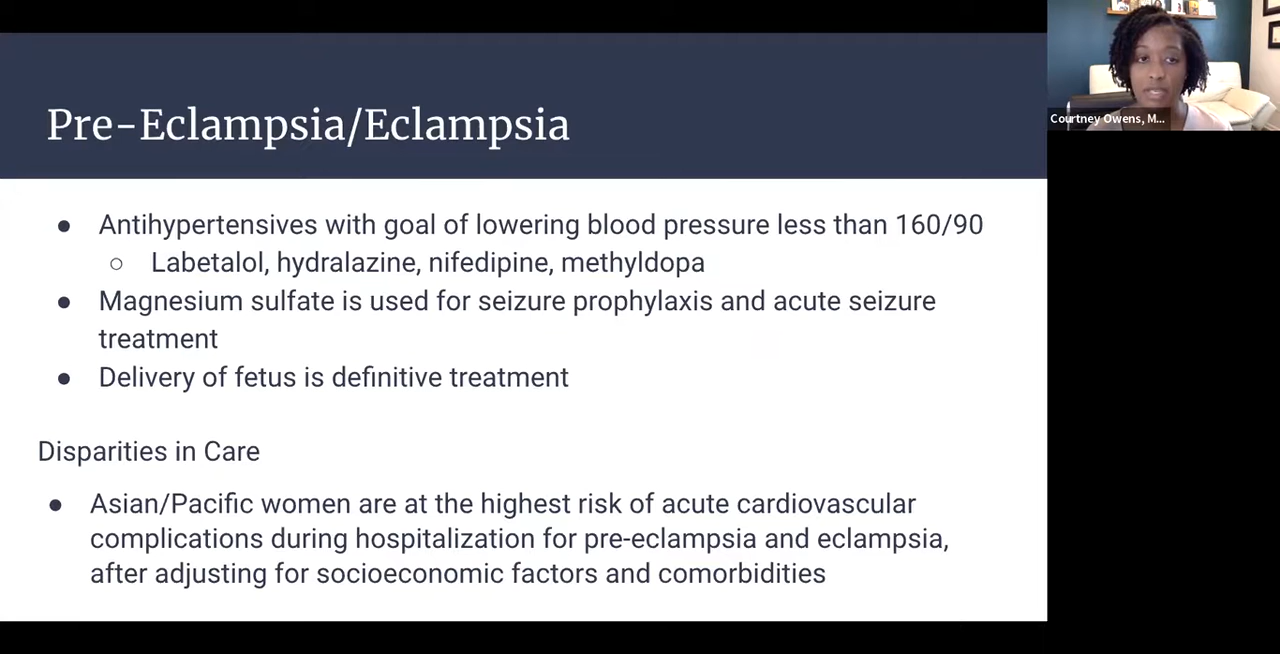 Pre-Eclampsia/Eclampsia
Courtney Owens, M...
● Antihypertensives with goal of lowering blood pressure less than 160/90
○ Labetalol, hydralazine, nifedipine, methyldopa
● Magnesium sulfate is used for seizure prophylaxis and acute seizure
treatment
● Delivery of fetus is definitive treatment
Disparities in Care
● Asian/Pacific women are at the highest risk of acute cardiovascular
complications during hospitalization for pre-eclampsia and eclampsia,
after adjusting for socioeconomic factors and comorbidities